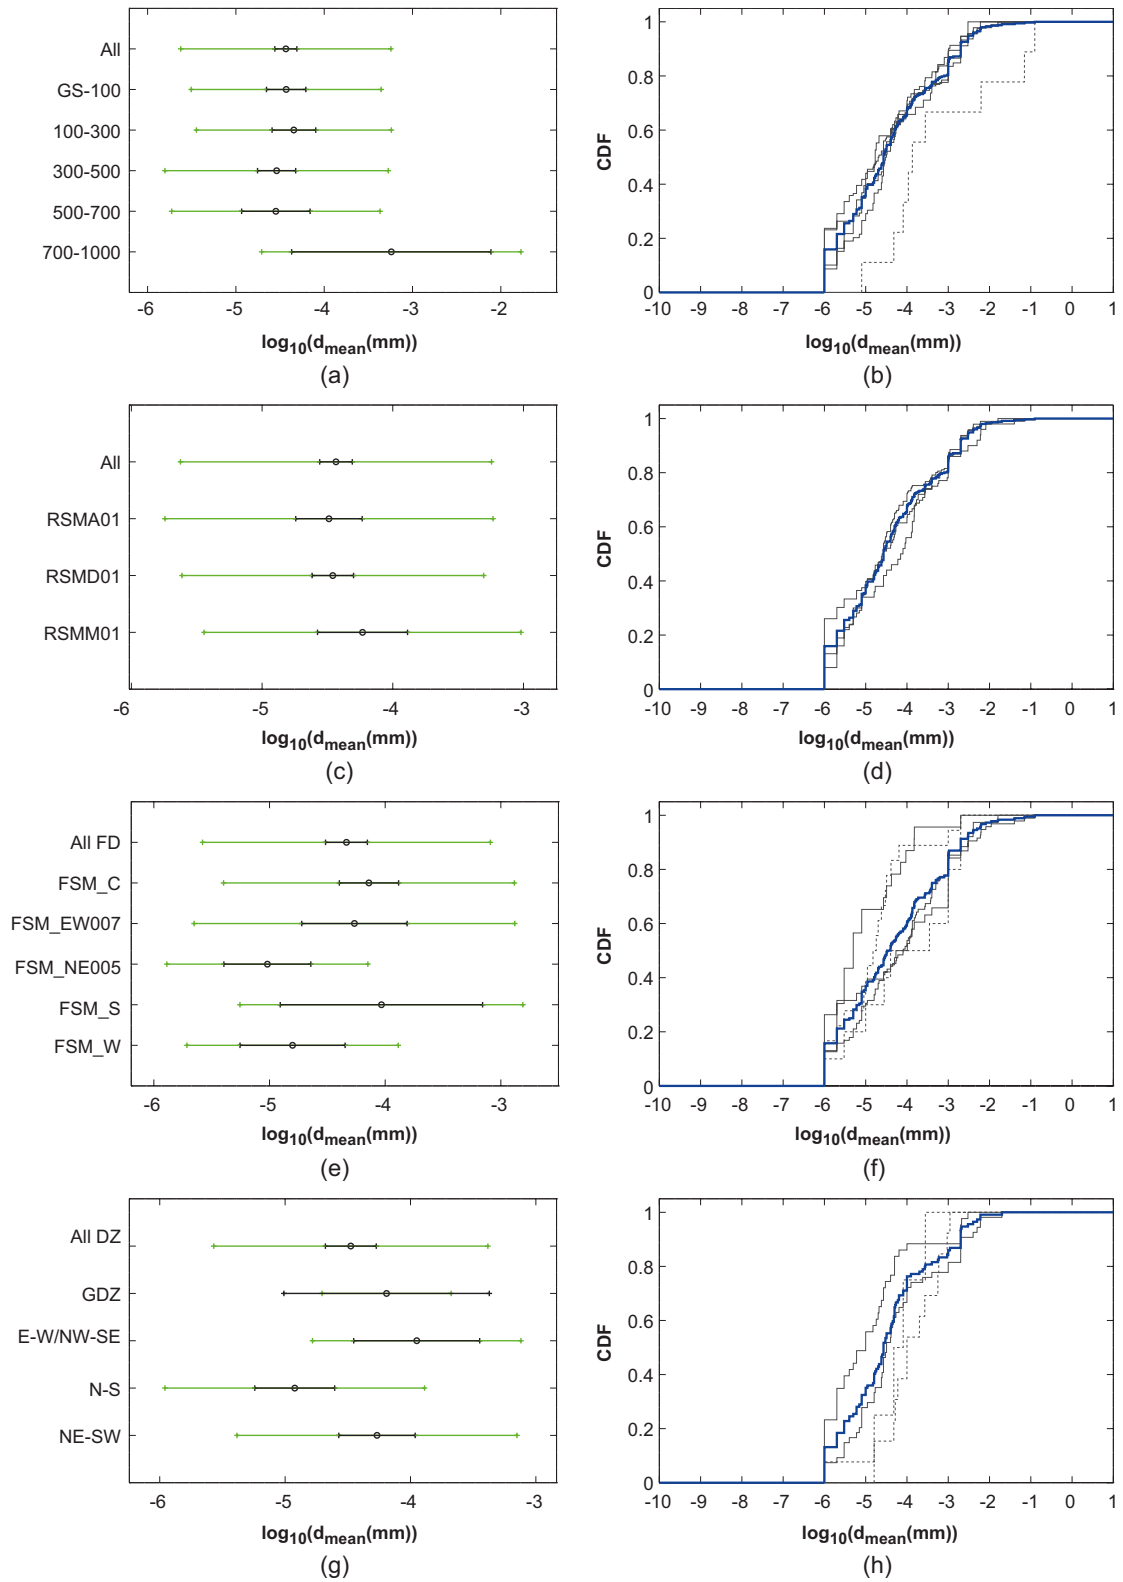 All
GS-100
100-300
300-500
500-700
700-1000
-6 -5 -4 -3 -2
log10(dmean(mm))
(a)
CDF
1
0.8
0.6
0.4
0.2
0
-10 -9 -8 -7 -6 -5 -4 -3 -2 -1 0 1
log10(dmean(mm))
(b)
All
RSMA01
RSMD01
RSMM01
-6 -5 -4 -3
log10(dmean(mm))
(c)
CDF
1
0.8
0.6
0.4
0.2
0
-10 -9 -8 -7 -6 -5 -4 -3 -2 -1 0 1
log10(dmean(mm))
(d)
All FD
FSM_C
FSM_EW007
FSM_NE005
FSM_S
FSM_W
-6 -5 -4 -3
log10(dmean(mm))
(e)
CDF
1
0.8
0.6
0.4
0.2
0
-10 -9 -8 -7 -6 -5 -4 -3 -2 -1 0 1
log10(dmean(mm))
(f)
All DZ
GDZ
E-W/NW-SE
N-S
NE-SW
-6 -5 -4 -3
log10(dmean(mm))
(g)
CDF
1
0.8
0.6
0.4
0.2
0
-10 -9 -8 -7 -6 -5 -4 -3 -2 -1 0 1
log10(dmean(mm))
(h)